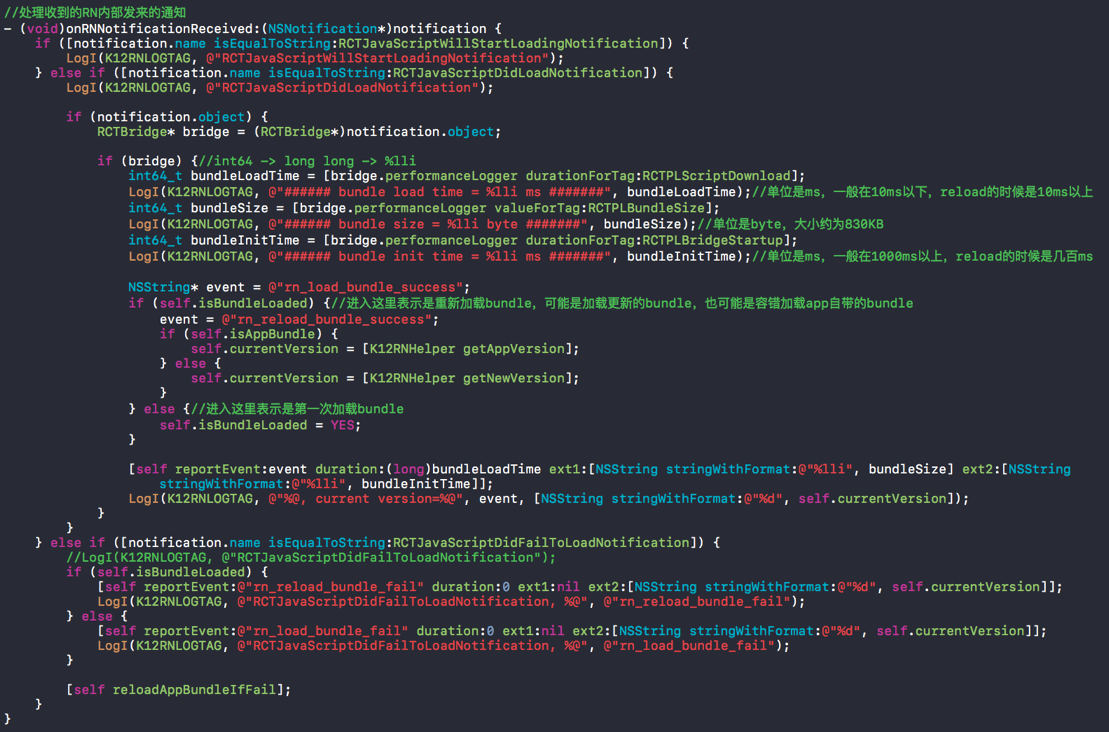 //处理收到的RN内部发来的通知
- (void)onRNNotificationReceived:(NSNotification*)notification {
    if ([notification.name isEqualToString:RCTJavaScriptWillStartLoadingNotification]) {
        LogI(K12RNLOGTAG, @"RCTJavaScriptWillStartLoadingNotification");
    } else if ([notification.name isEqualToString:RCTJavaScriptDidLoadNotification]) {
        LogI(K12RNLOGTAG, @"RCTJavaScriptDidLoadNotification");

        if (notification.object) {
            RCTBridge* bridge = (RCTBridge*)notification.object;

            if (bridge) {//int64 -> long long -> %lli
                int64_t bundleLoadTime = [bridge.performanceLogger durationForTag:RCTPLScriptDownload];
                LogI(K12RNLOGTAG, @"###### bundle load time = %lli ms #######", bundleLoadTime);//单位是ms，一般在10ms以下，reload的时候是10ms以上
                int64_t bundleSize = [bridge.performanceLogger valueForTag:RCTPLBundleSize];
                LogI(K12RNLOGTAG, @"###### bundle size = %lli byte #######", bundleSize);//单位是byte，大小约为830KB
                int64_t bundleInitTime = [bridge.performanceLogger durationForTag:RCTPLBridgeStartup];
                LogI(K12RNLOGTAG, @"###### bundle init time = %lli ms #######", bundleInitTime);//单位是ms，一般在1000ms以上，reload的时候是几百ms

                NSString* event = @"rn_load_bundle_success";
                if (self.isBundleLoaded) {//进入这里表示是重新加载bundle，可能是加载更新的bundle，也可能是容错加载app自带的bundle
                    event = @"rn_reload_bundle_success";
                    if (self.isAppBundle) {
                        self.currentVersion = [K12RNHelper getAppVersion];
                    } else {
                        self.currentVersion = [K12RNHelper getNewVersion];
                    }
                } else {//进入这里表示是第一次加载bundle
                    self.isBundleLoaded = YES;
                }

                [self reportEvent:event duration:(long)bundleLoadTime ext1:[NSString stringWithFormat:@"%lli", bundleSize] ext2:[NSString
                    stringWithFormat:@"%lli", bundleInitTime]];
                LogI(K12RNLOGTAG, @"%@, current version=%@", event, [NSString stringWithFormat:@"%d", self.currentVersion]);
            }
        }
    } else if ([notification.name isEqualToString:RCTJavaScriptDidFailToLoadNotification]) {
        //LogI(K12RNLOGTAG, @"RCTJavaScriptDidFailToLoadNotification");
        if (self.isBundleLoaded) {
            [self reportEvent:@"rn_reload_bundle_fail" duration:0 ext1:nil ext2:[NSString stringWithFormat:@"%d", self.currentVersion]];
            LogI(K12RNLOGTAG, @"RCTJavaScriptDidFailToLoadNotification, %@", @"rn_reload_bundle_fail");
        } else {
            [self reportEvent:@"rn_load_bundle_fail" duration:0 ext1:nil ext2:[NSString stringWithFormat:@"%d", self.currentVersion]];
            LogI(K12RNLOGTAG, @"RCTJavaScriptDidFailToLoadNotification, %@", @"rn_load_bundle_fail");
        }

        [self reloadAppBundleIfFail];
    }
}